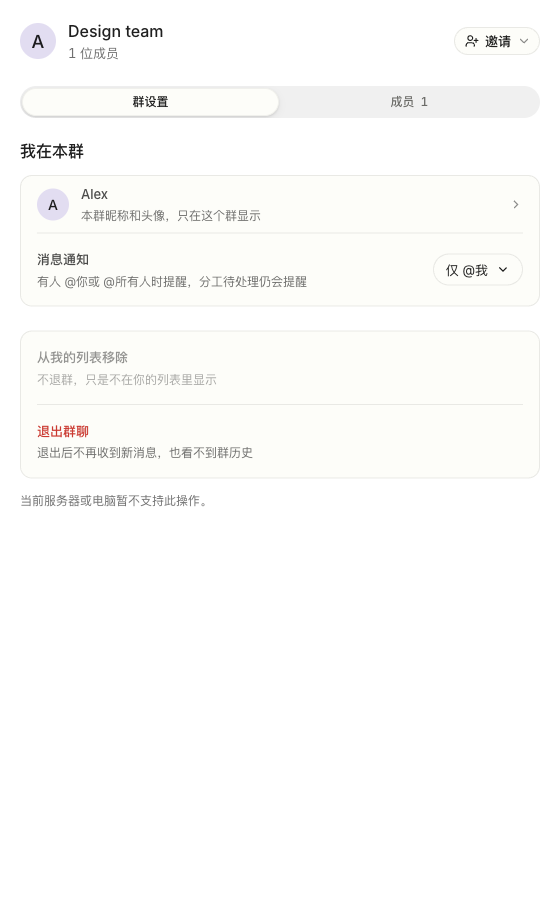 A
Design team
1 位成员
邀请
群设置
成员 1
我在本群
A
Alex
本群昵称和头像，只在这个群显示
消息通知
有人 @你或 @所有人时提醒，分工待处理仍会提醒
仅 @我
从我的列表移除
不退群，只是不在你的列表里显示
退出群聊
退出后不再收到新消息，也看不到群历史
当前服务器或电脑暂不支持此操作。